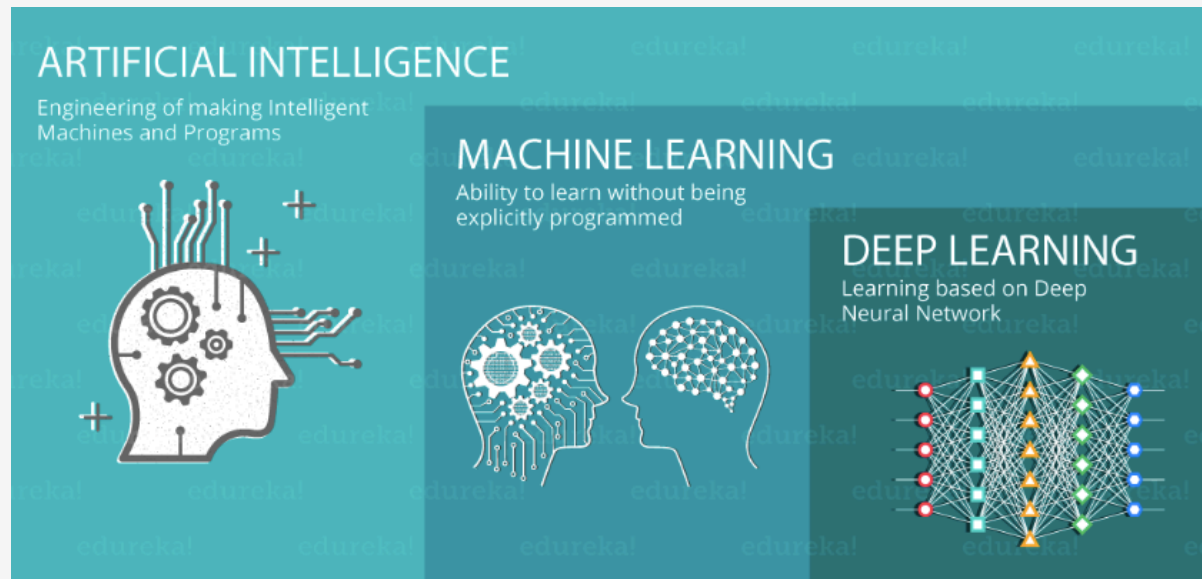 ARTIFICIAL INTELLIGENCE
Engineering of making Intelligent
Machines and Programs
MACHINE LEARNING
Ability to learn without being
explicitly programmed
DEEP LEARNING
Learning based on Deep
Neural Network
edureka!